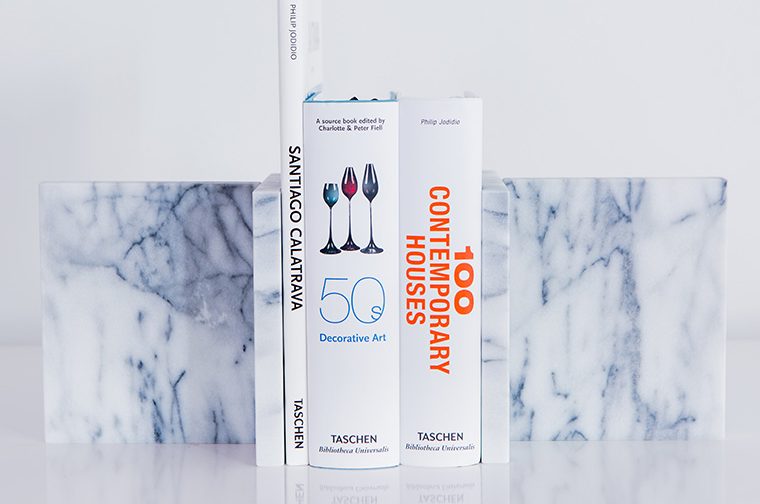 PHILIP JODIDIO
SANTIAGO CALATRAVA
TASCHEN
A source book edited by
Charlotte & Peter Fiell
50s
Decorative Art
TASCHEN
Bibliotheca Universalis
Philip Jodidio
100
CONTEMPORARY
HOUSES
TASCHEN
Bibliotheca Universalis